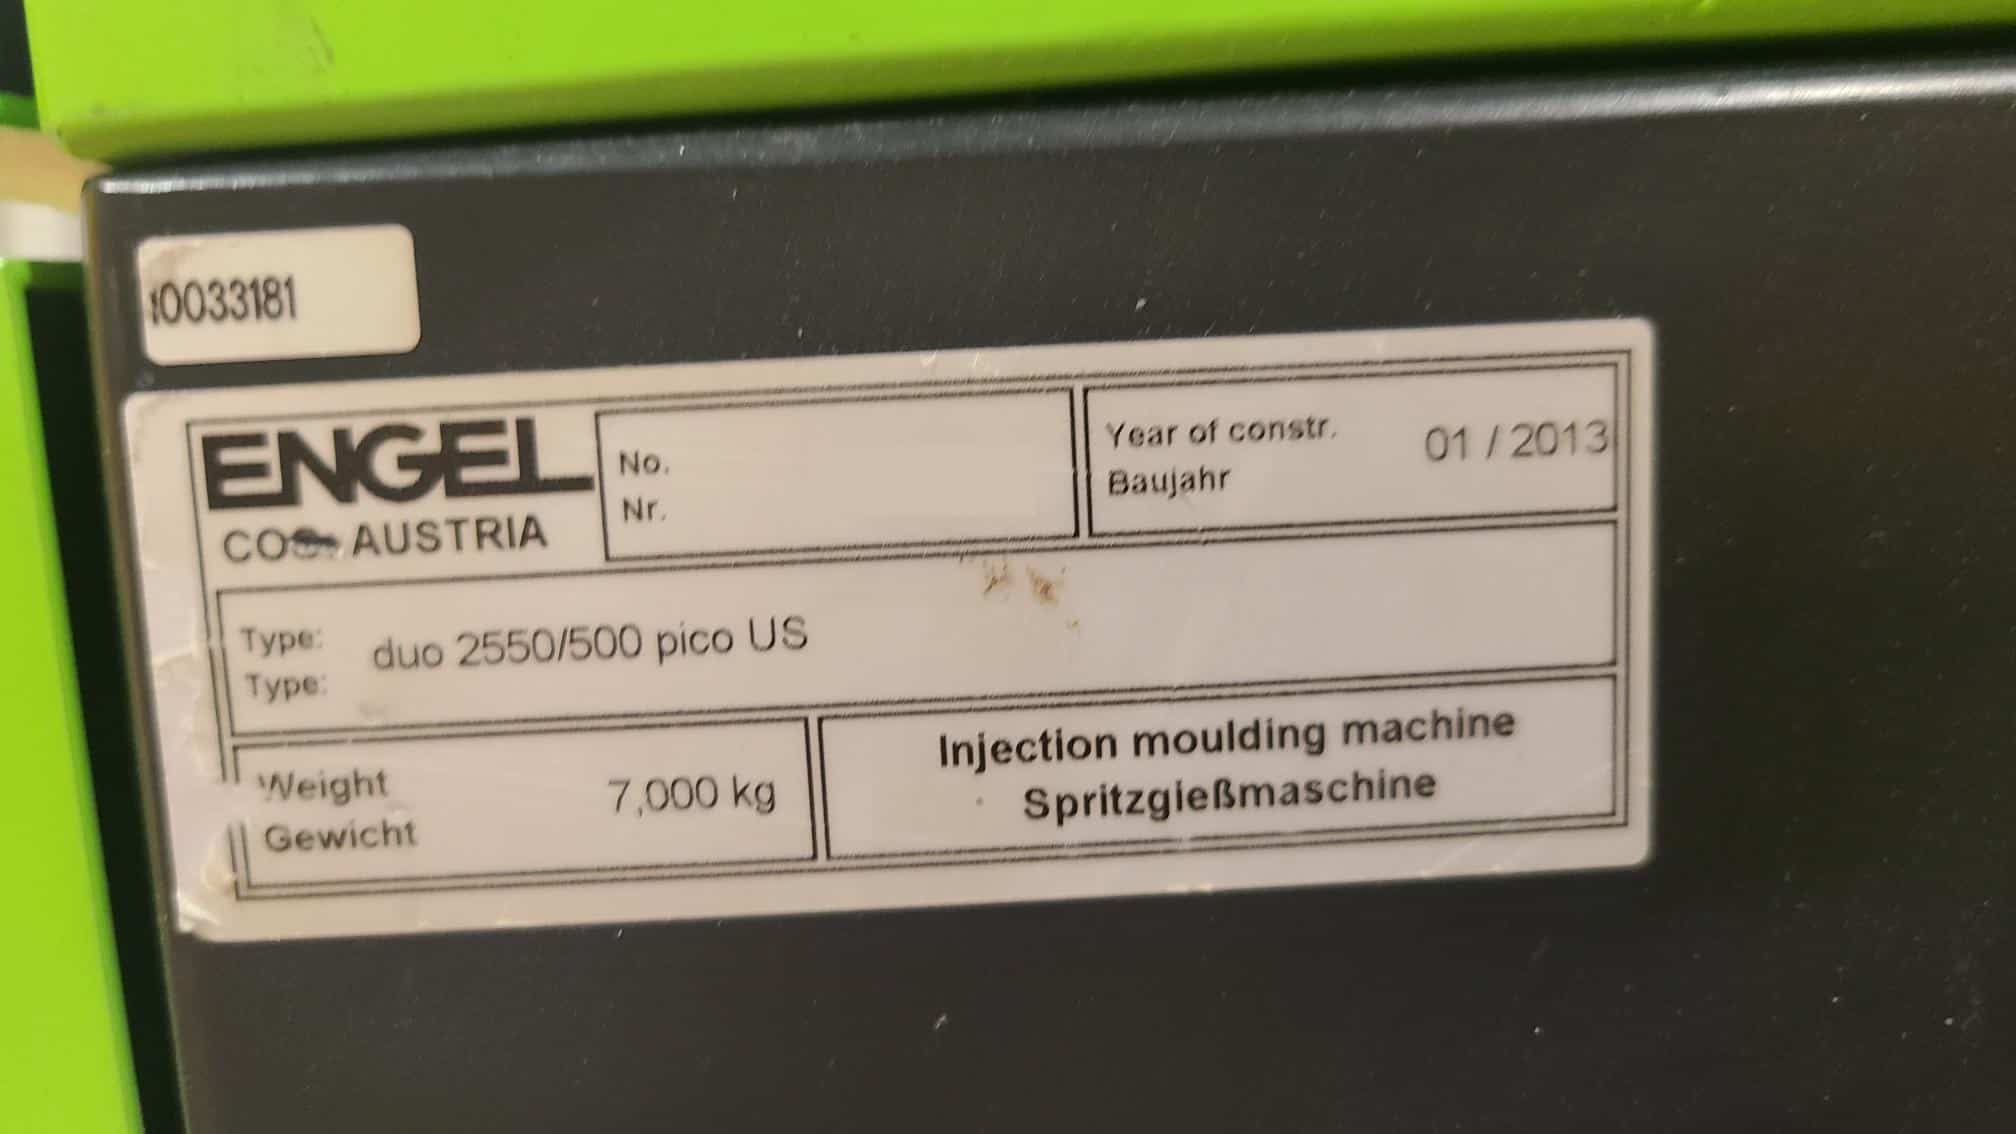 10033181
ENGEL
AUSTRIA
No.
Nr.
Year of constr.
Baujahr
01 / 2013
Type:
Type:
duo 2550/500 pico US
Weight
Gewicht
7,000 kg
Injection moulding machine
Spritzgießmaschine